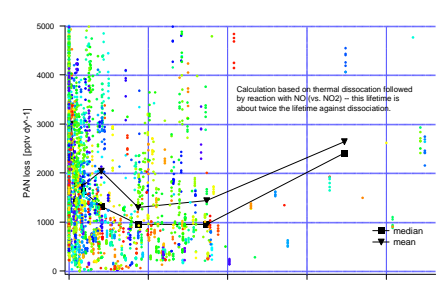 5000
4000
3000
2000
1000
0
PAN loss [pptv dy^-1]
Calculation based on thermal dissocation followed
by reaction with NO (vs. NO2) -- this lifetime is
about twice the lifetime against dissociation.
median
mean